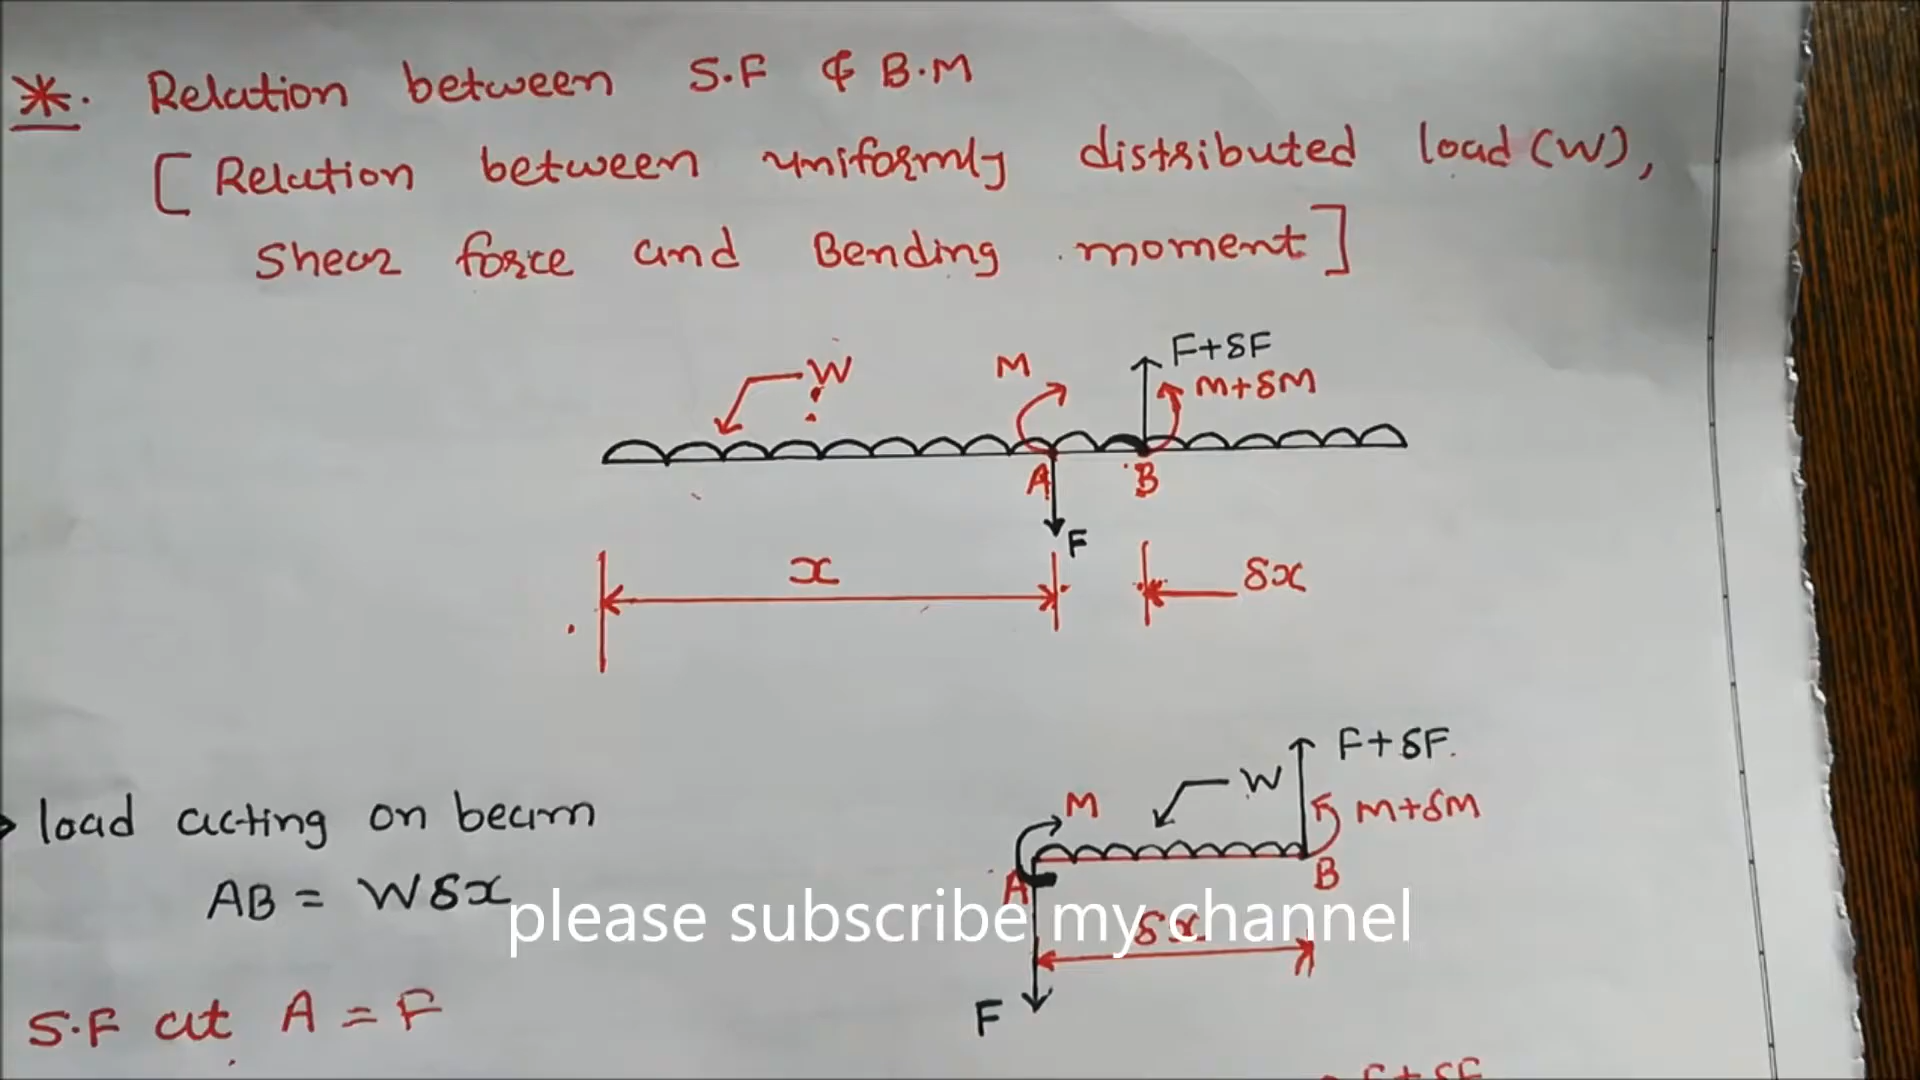 *. Relation between S.F & B.M
[ Relation between uniformly distributed load (W),
Shear force and Bending moment ]
W
M
F+δF
M+δM
A
B
F
x
δx
F+δF.
W
M
M+δM
load acting on beam
A
B
AB = Wδx
please subscribe my channel
δx
F
S.F at A = F
F+δF